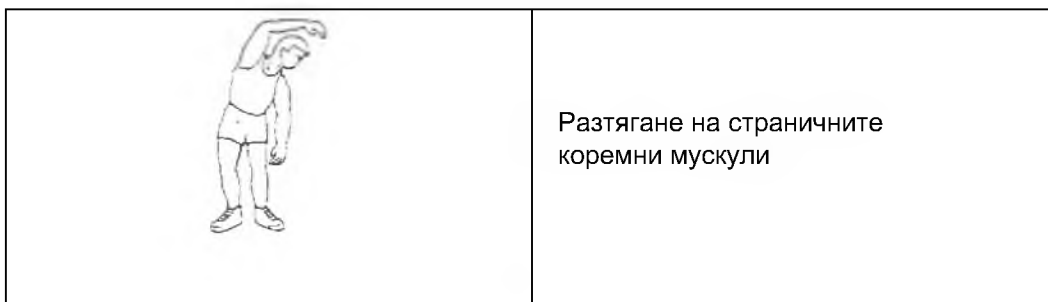 Разтягане на страничните
коремни мускули